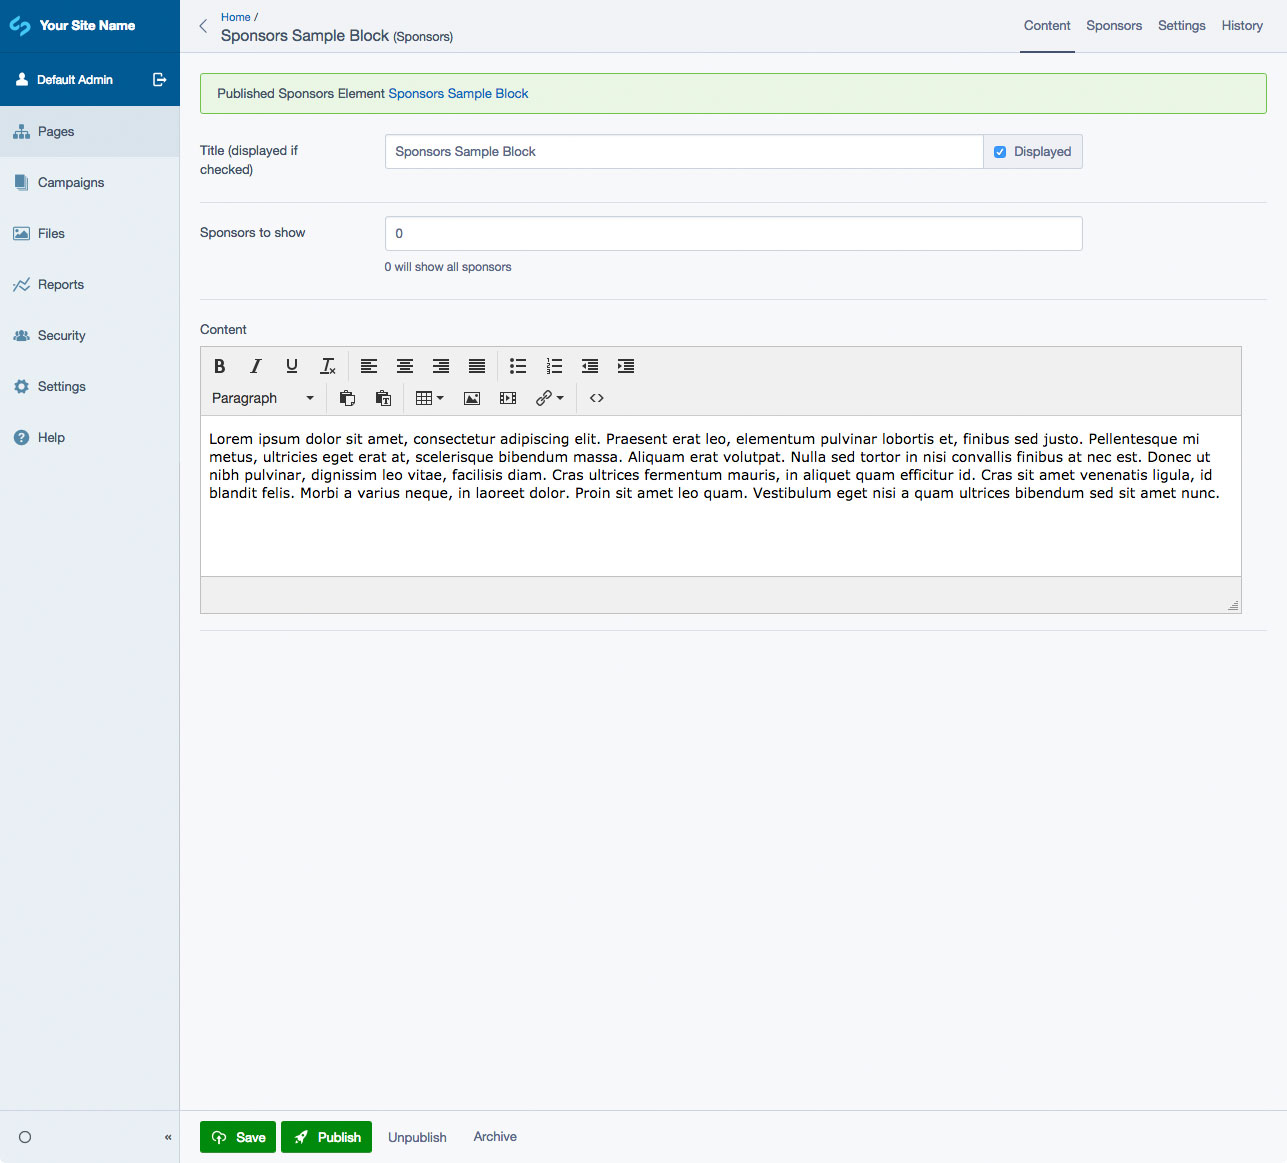 Your Site Name
Default Admin
Pages
Campaigns
Files
Reports
Security
Settings
Help
Home /
Sponsors Sample Block (Sponsors)
Content Sponsors Settings History
Published Sponsors Element Sponsors Sample Block
Title (displayed if
checked)
Sponsors Sample Block
Displayed
Sponsors to show
0
0 will show all sponsors
Content
Paragraph
Lorem ipsum dolor sit amet, consectetur adipiscing elit. Praesent erat leo, elementum pulvinar lobortis et, finibus sed justo. Pellentesque mi
metus, ultricies eget erat at, scelerisque bibendum massa. Aliquam erat volutpat. Nulla sed tortor in nisi convallis finibus at nec est. Donec ut
nibh pulvinar, dignissim leo vitae, facilisis diam. Cras ultrices fermentum mauris, in aliquet quam efficitur id. Cras sit amet venenatis ligula, id
blandit felis. Morbi a varius neque, in laoreet dolor. Proin sit amet leo quam. Vestibulum eget nisi a quam ultrices bibendum sed sit amet nunc.
« Save Publish Unpublish Archive